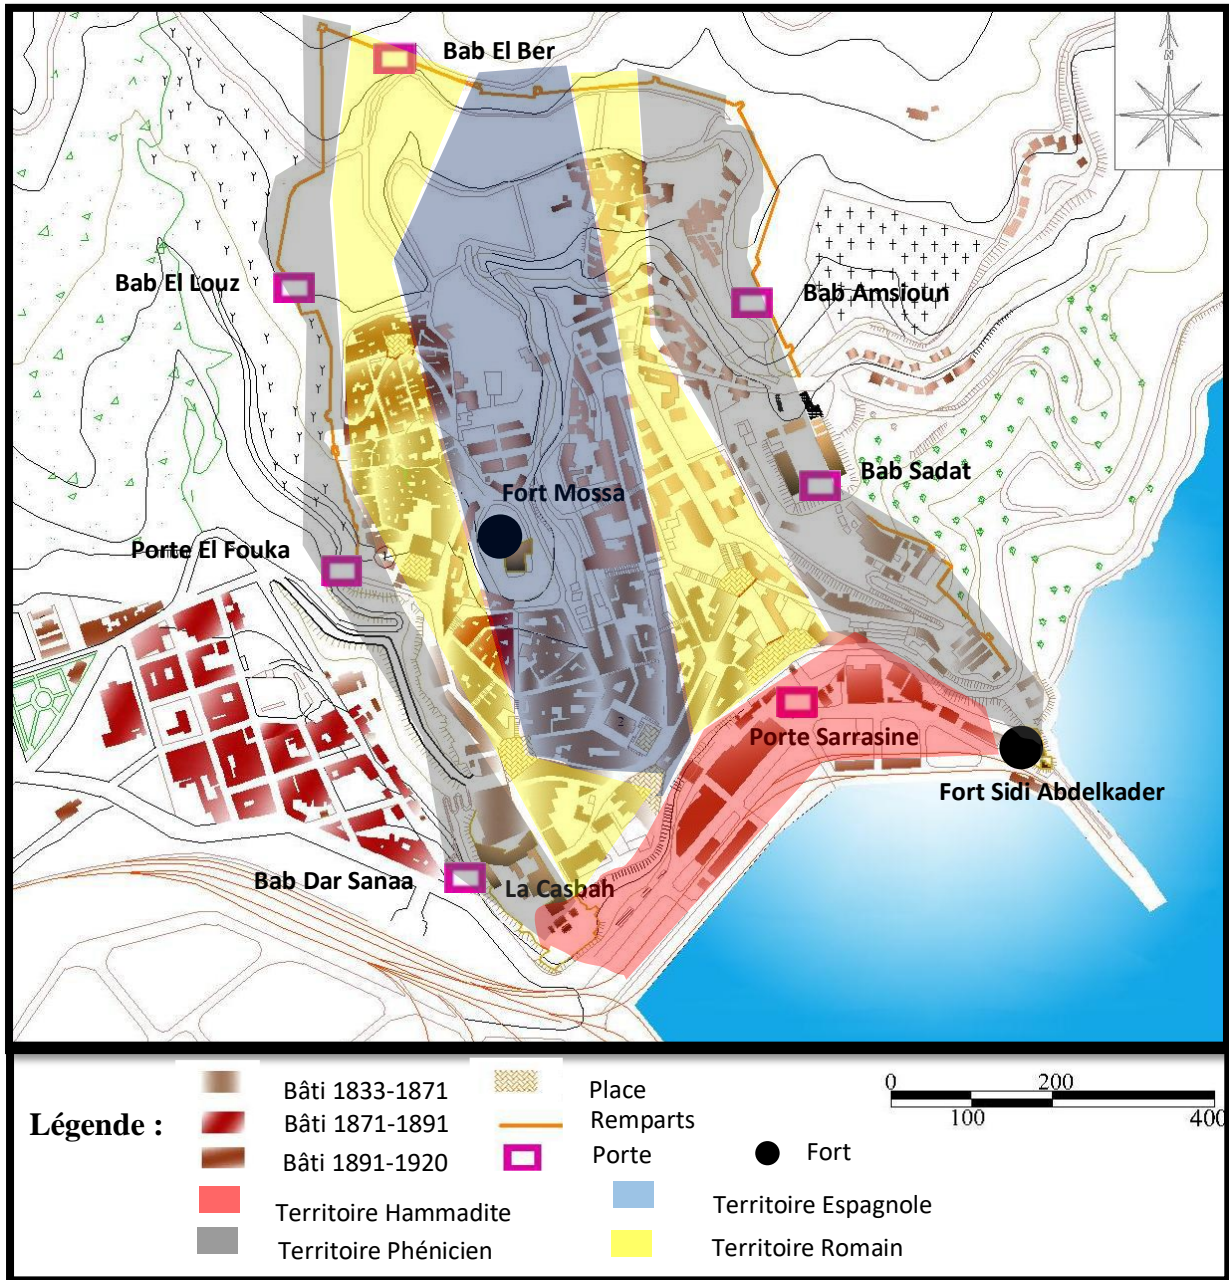 Bab El Ber
N
Bab El Louz
Bab Amsioun
Bab Sadat
Fort Mossa
Porte El Fouka
2
Porte Sarrasine
Fort Sidi Abdelkader
Bab Dar Sanaa
La Casbah
Légende :
Bâti 1833-1871
Bâti 1871-1891
Bâti 1891-1920
Territoire Hammadite
Territoire Phénicien
Place
Remparts
Porte
Fort
Territoire Espagnole
Territoire Romain
0 200
100 400